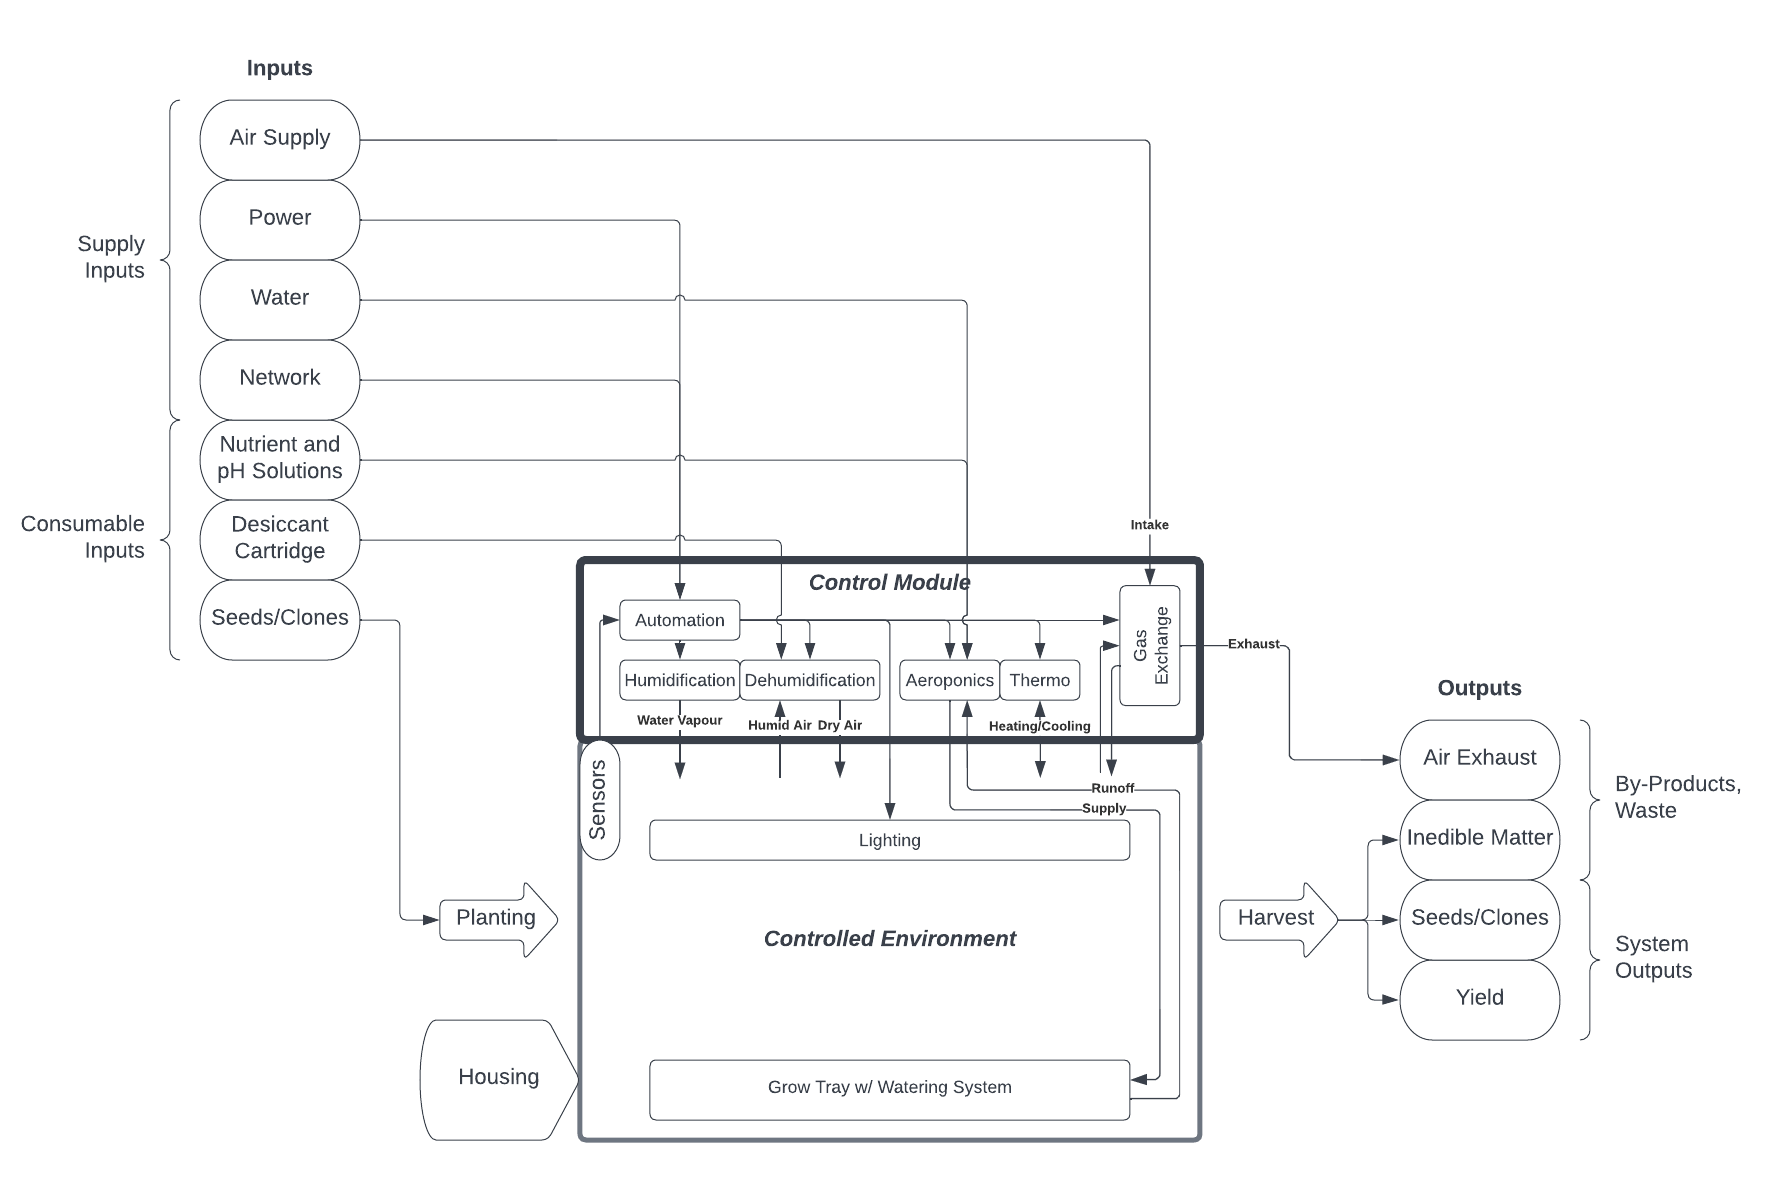 Inputs
Air Supply
Power
Supply
Inputs
Water
Network
Nutrient and
pH Solutions
Consumable
Inputs
Desiccant
Cartridge
Seeds/Clones
Intake
Control Module
Automation
Gas
Exchange
Humidification
Dehumidification
Aeroponics
Thermo
Exhaust
Water Vapour
Humid Air
Dry Air
Heating/Cooling
Sensors
Runoff
Supply
Lighting
Planting
Controlled Environment
Housing
Grow Tray w/ Watering System
Harvest
Outputs
Air Exhaust
By-Products,
Waste
Inedible Matter
Seeds/Clones
System
Outputs
Yield